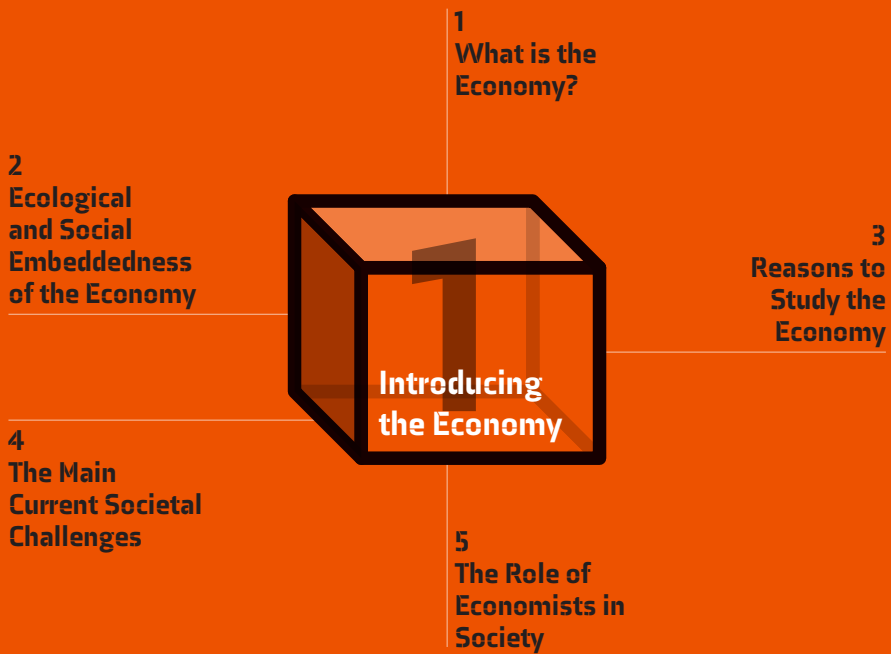 1
What is the
Economy?
2
Ecological
and Social
Embeddedness
of the Economy
3
Reasons to
Study the
Economy
1
Introducing
the Economy
4
The Main
Current Societal
Challenges
5
The Role of
Economists in
Society